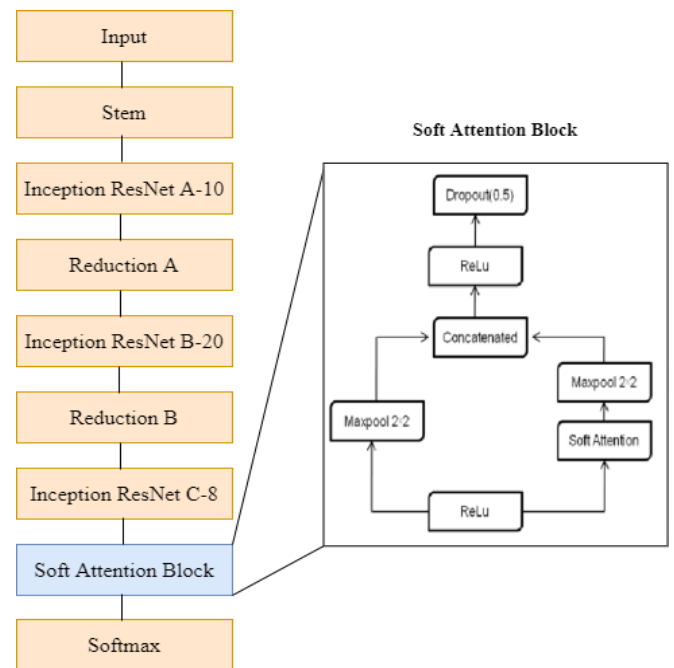 Input
Stem
Inception ResNet A-10
Reduction A
Inception ResNet B-20
Reduction B
Inception ResNet C-8
Soft Attention Block
Softmax
Soft Attention Block
Dropout(0.5)
ReLu
Concatenated
Maxpool 2×2
Maxpool 2×2
Soft Attention
ReLu